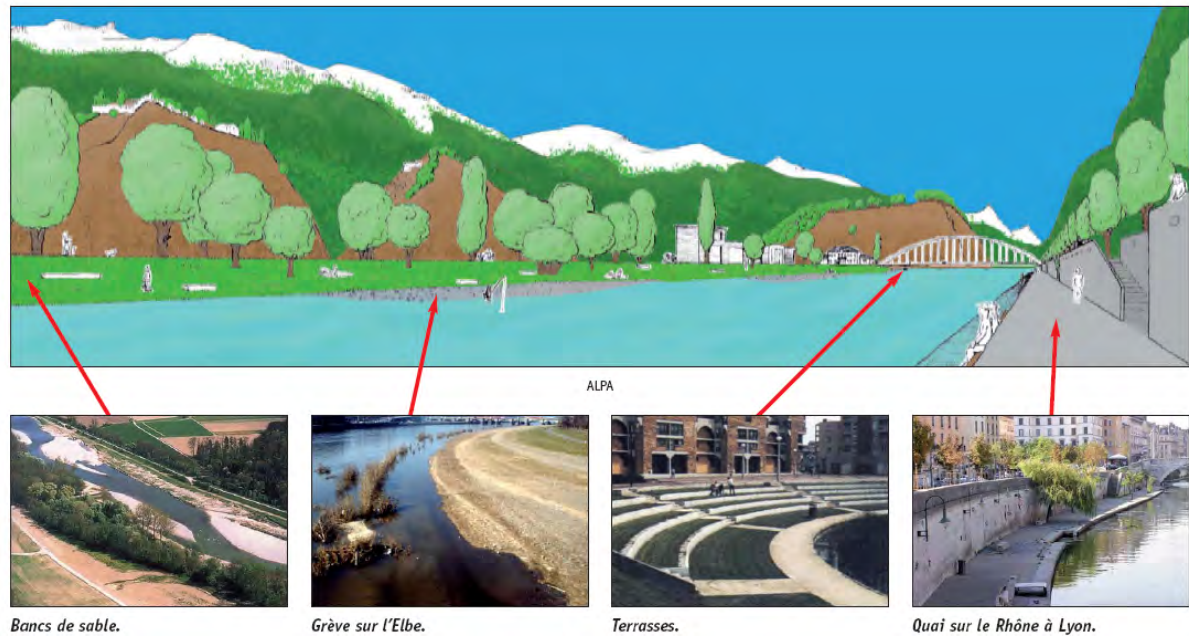 ALPA
Bancs de sable.
Grève sur l'Elbe.
Terrasses.
Quai sur le Rhône à Lyon.